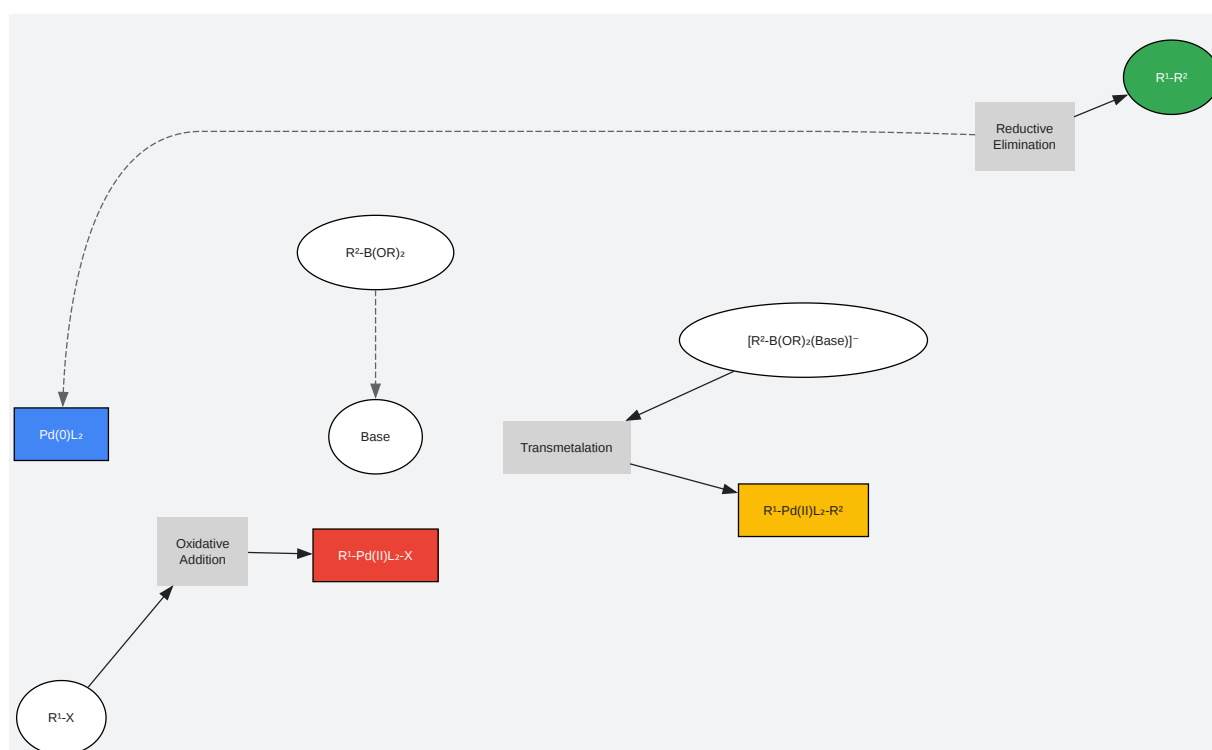 R¹-R²
Reductive
Elimination
R²-B(OR)₂
[R²-B(OR)₂(Base)]⁻
Pd(0)L₂
Base
Transmetalation
R¹-Pd(II)L₂-R²
Oxidative
Addition
R¹-Pd(II)L₂-X
R¹-X